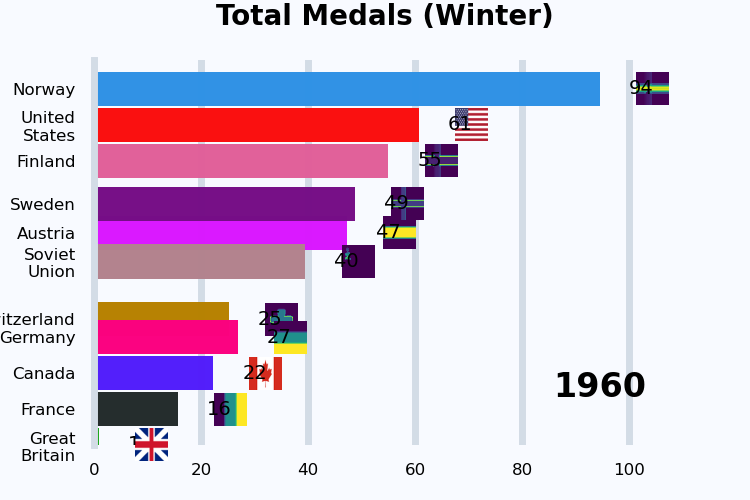 Total Medals (Winter)
Norway 94
United States 61
Finland 55
Sweden 49
Austria 47
Soviet Union 40
itzerland 25
Germany 27
Canada 22
1960
France 16
Great Britain
0 20 40 60 80 100